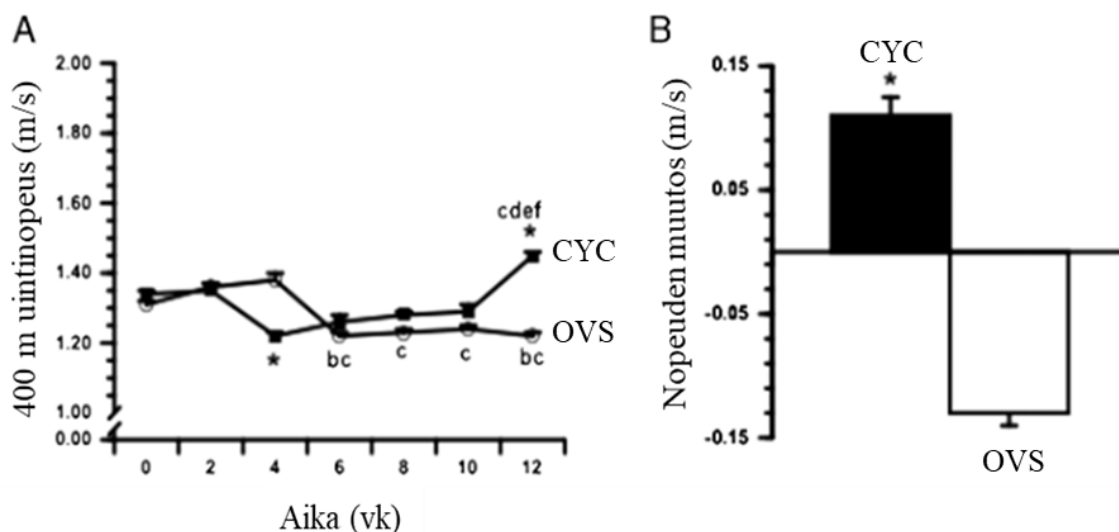 A
400 m uintinopeus (m/s)
2.00
1.80
1.60
1.40
1.20
1.00
0.00
cdef
*
CYC
OVS
*
bc
c
c
bc
0 2 4 6 8 10 12
Aika (vk)
B
Nopeuden muutos (m/s)
0.15
0.05
-0.05
-0.15
CYC
*
OVS